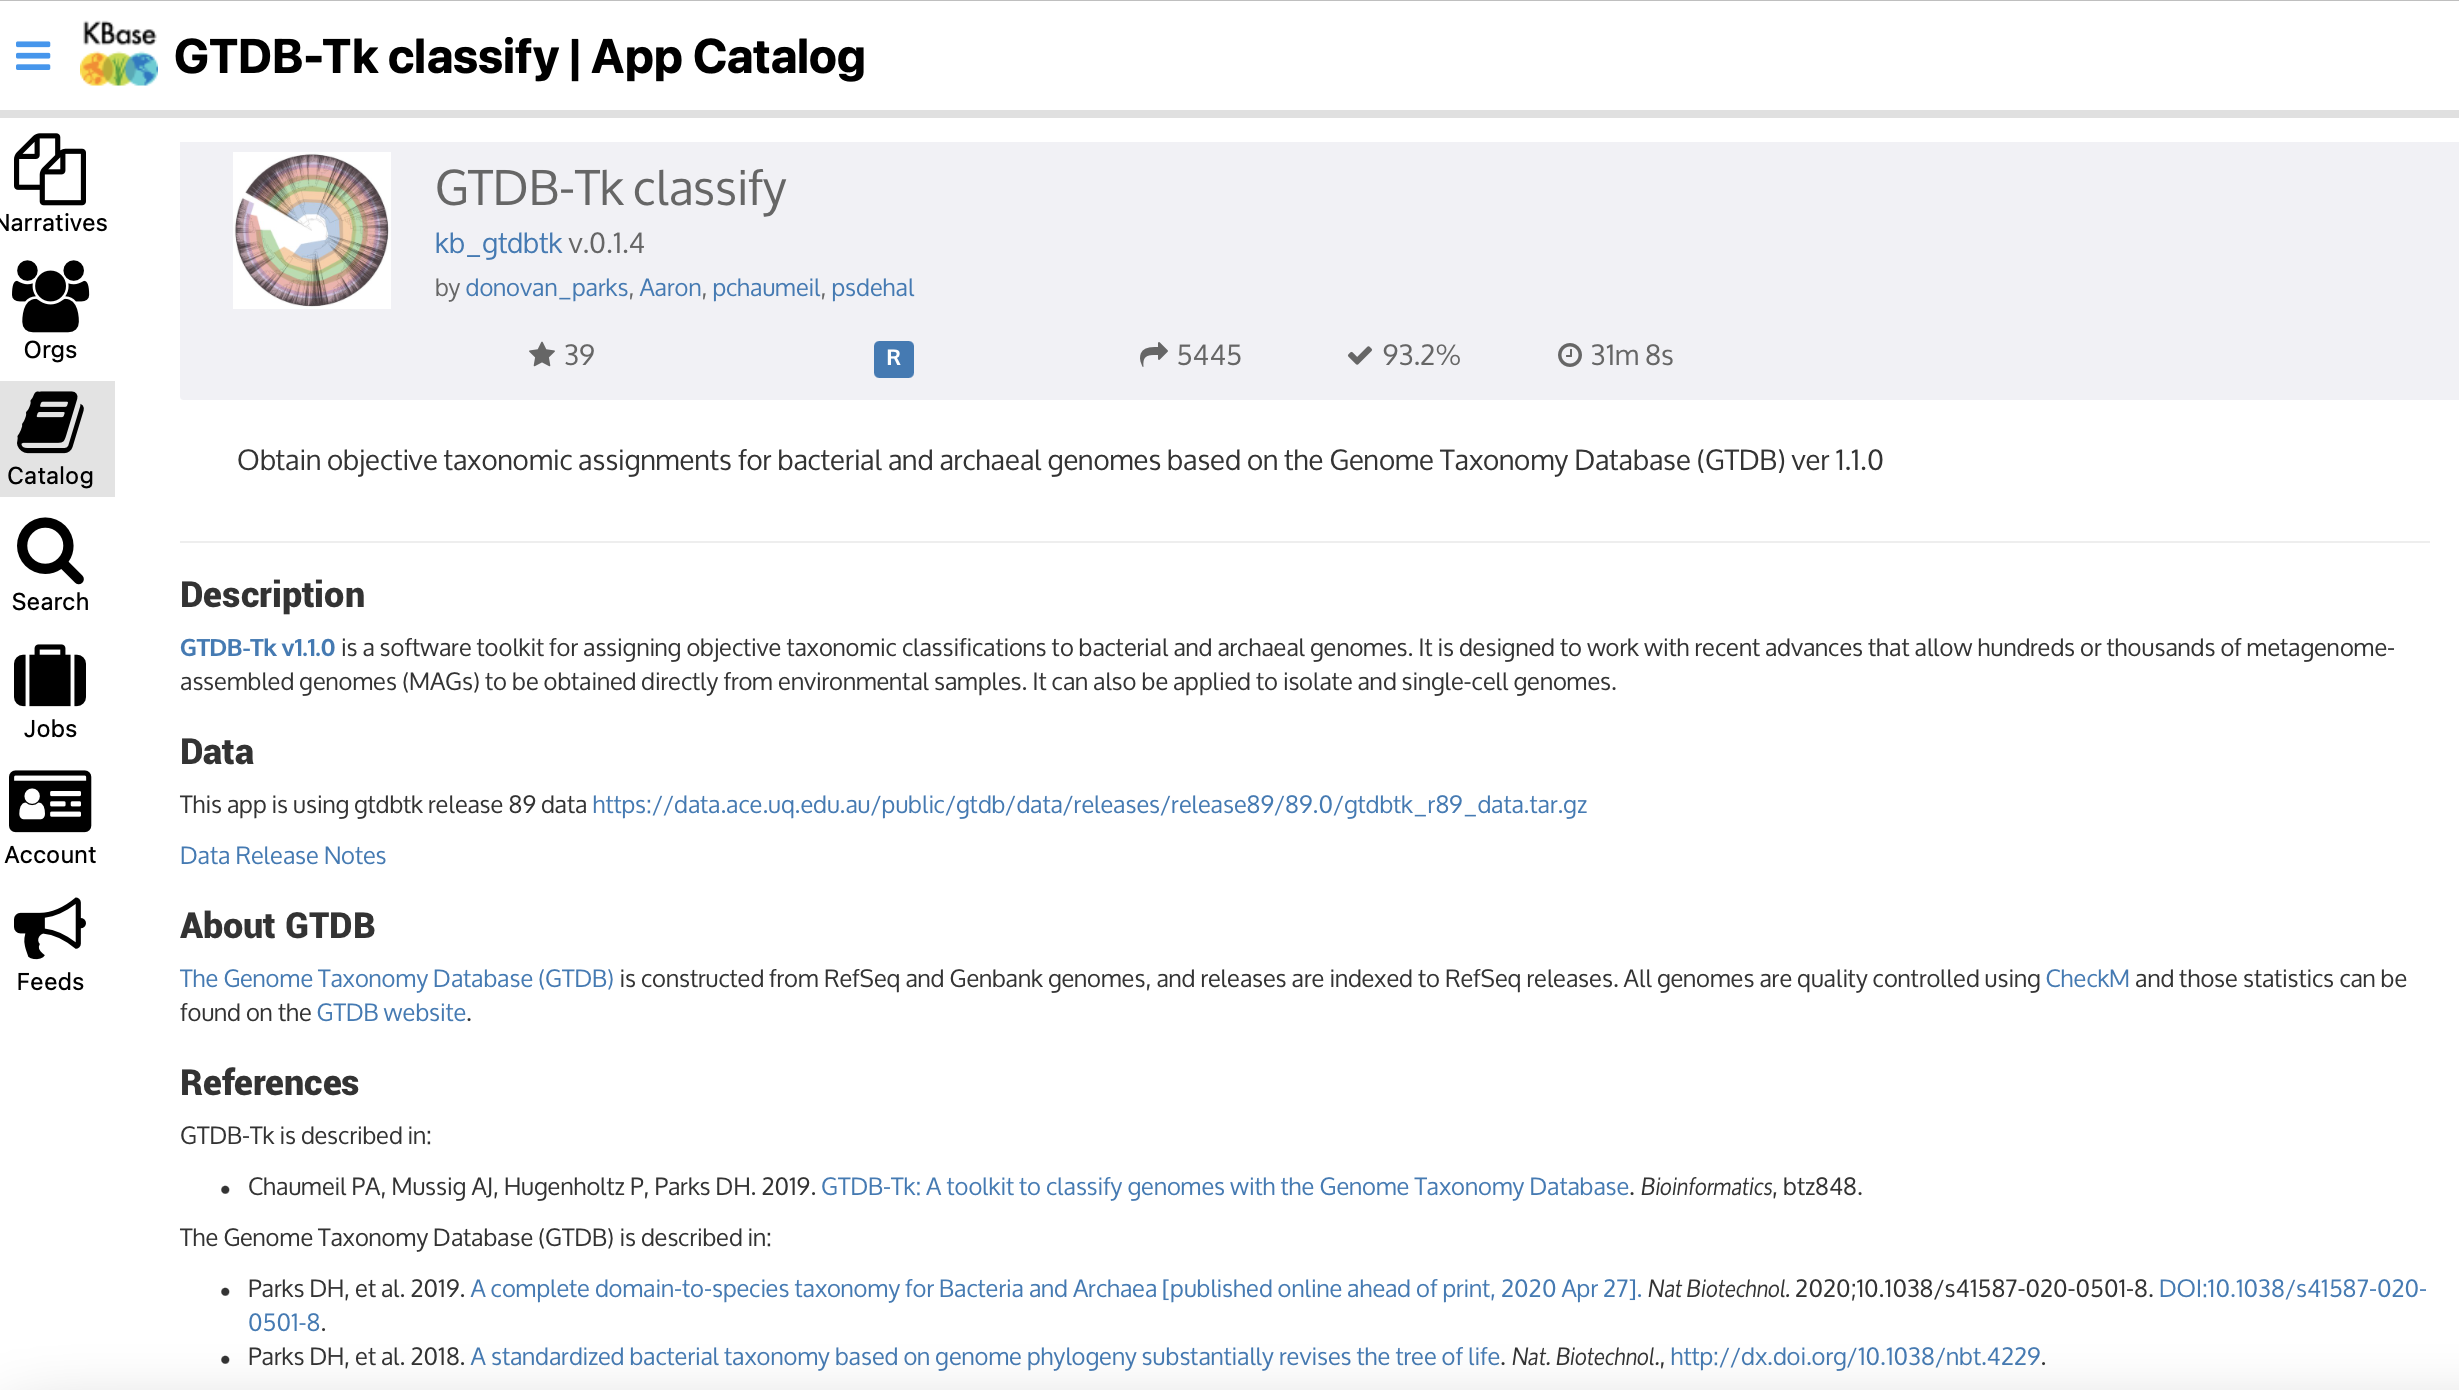 KBase
GTDB-Tk classify | App Catalog
Narratives
Orgs
Catalog
Search
Jobs
Account
Feeds
GTDB-Tk classify
kb_gtdbtk v.0.1.4
by donovan_parks, Aaron, pchaumeil, psdehal
39 R 5445 93.2% 31m 8s
Obtain objective taxonomic assignments for bacterial and archaeal genomes based on the Genome Taxonomy Database (GTDB) ver 1.1.0
Description
GTDB-Tk v1.1.0 is a software toolkit for assigning objective taxonomic classifications to bacterial and archaeal genomes. It is designed to work with recent advances that allow hundreds or thousands of metagenome-
assembled genomes (MAGs) to be obtained directly from environmental samples. It can also be applied to isolate and single-cell genomes.
Data
This app is using gtdbtk release 89 data https://data.ace.uq.edu.au/public/gtdb/data/releases/release89/89.0/gtdbtk_r89_data.tar.gz
Data Release Notes
About GTDB
The Genome Taxonomy Database (GTDB) is constructed from RefSeq and Genbank genomes, and releases are indexed to RefSeq releases. All genomes are quality controlled using CheckM and those statistics can be
found on the GTDB website.
References
GTDB-Tk is described in:
• Chaumeil PA, Mussig AJ, Hugenholtz P, Parks DH. 2019. GTDB-Tk: A toolkit to classify genomes with the Genome Taxonomy Database. Bioinformatics, btz848.
The Genome Taxonomy Database (GTDB) is described in:
• Parks DH, et al. 2019. A complete domain-to-species taxonomy for Bacteria and Archaea [published online ahead of print, 2020 Apr 27]. Nat Biotechnol. 2020;10.1038/s41587-020-0501-8. DOI:10.1038/s41587-020-
0501-8.
• Parks DH, et al. 2018. A standardized bacterial taxonomy based on genome phylogeny substantially revises the tree of life. Nat. Biotechnol., http://dx.doi.org/10.1038/nbt.4229.